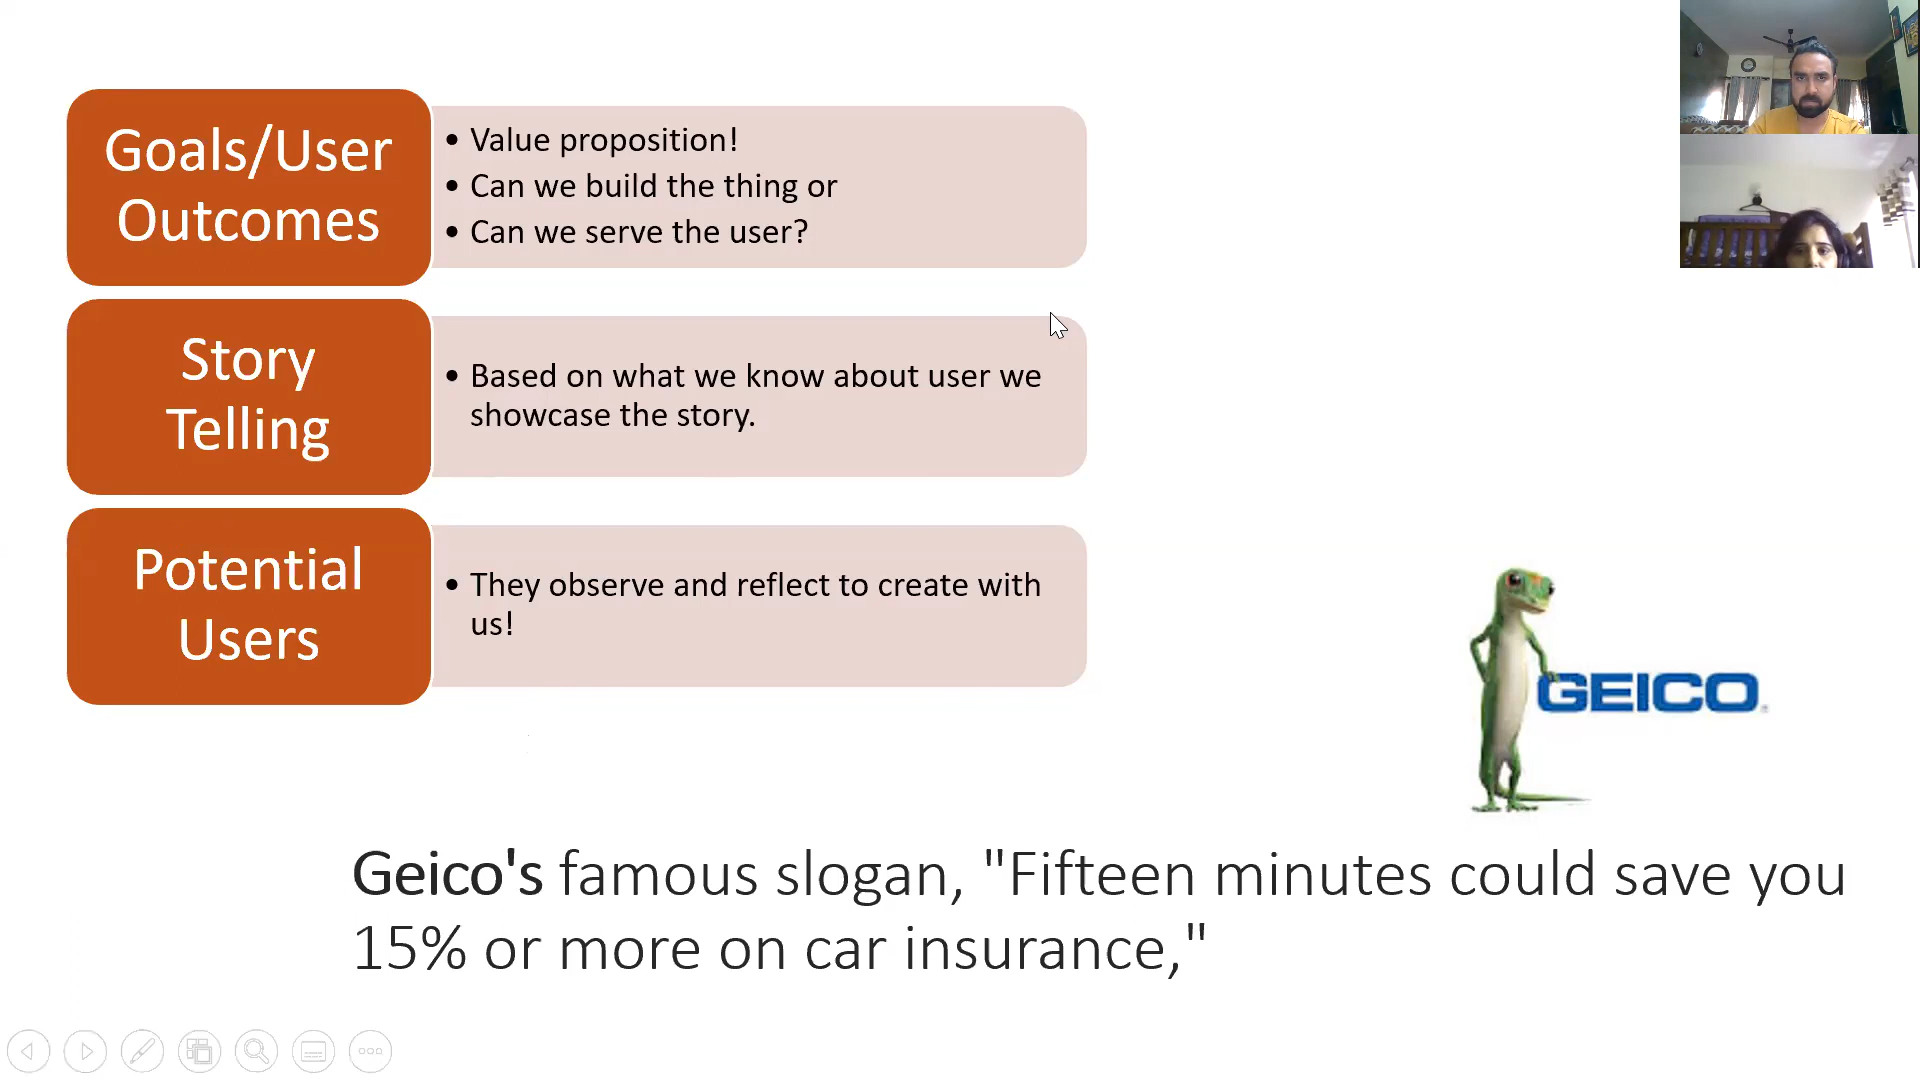 Goals/User
Outcomes
• Value proposition!
• Can we build the thing or
• Can we serve the user?
Story
Telling
• Based on what we know about user we
showcase the story.
Potential
Users
• They observe and reflect to create with
us!
GEICO
Geico's famous slogan, "Fifteen minutes could save you
15% or more on car insurance,"